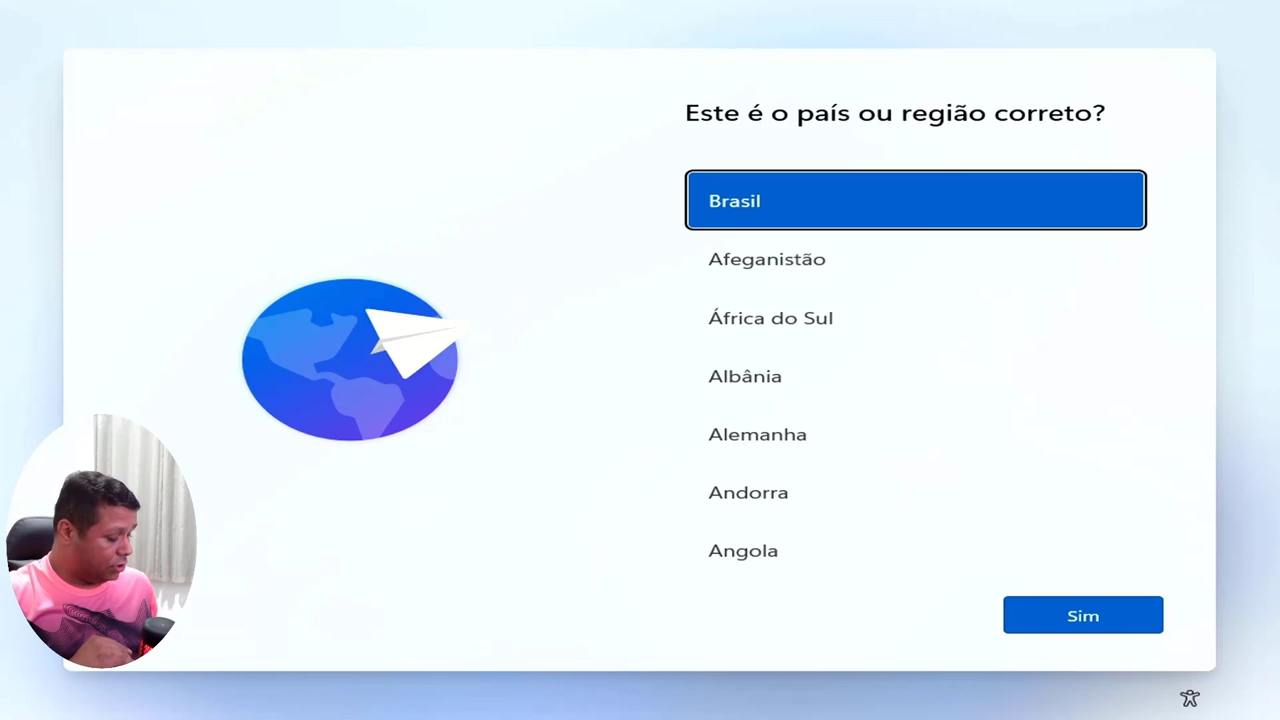 Este é o país ou região correto?
Brasil
Afeganistão
África do Sul
Albânia
Alemanha
Andorra
Angola
Sim